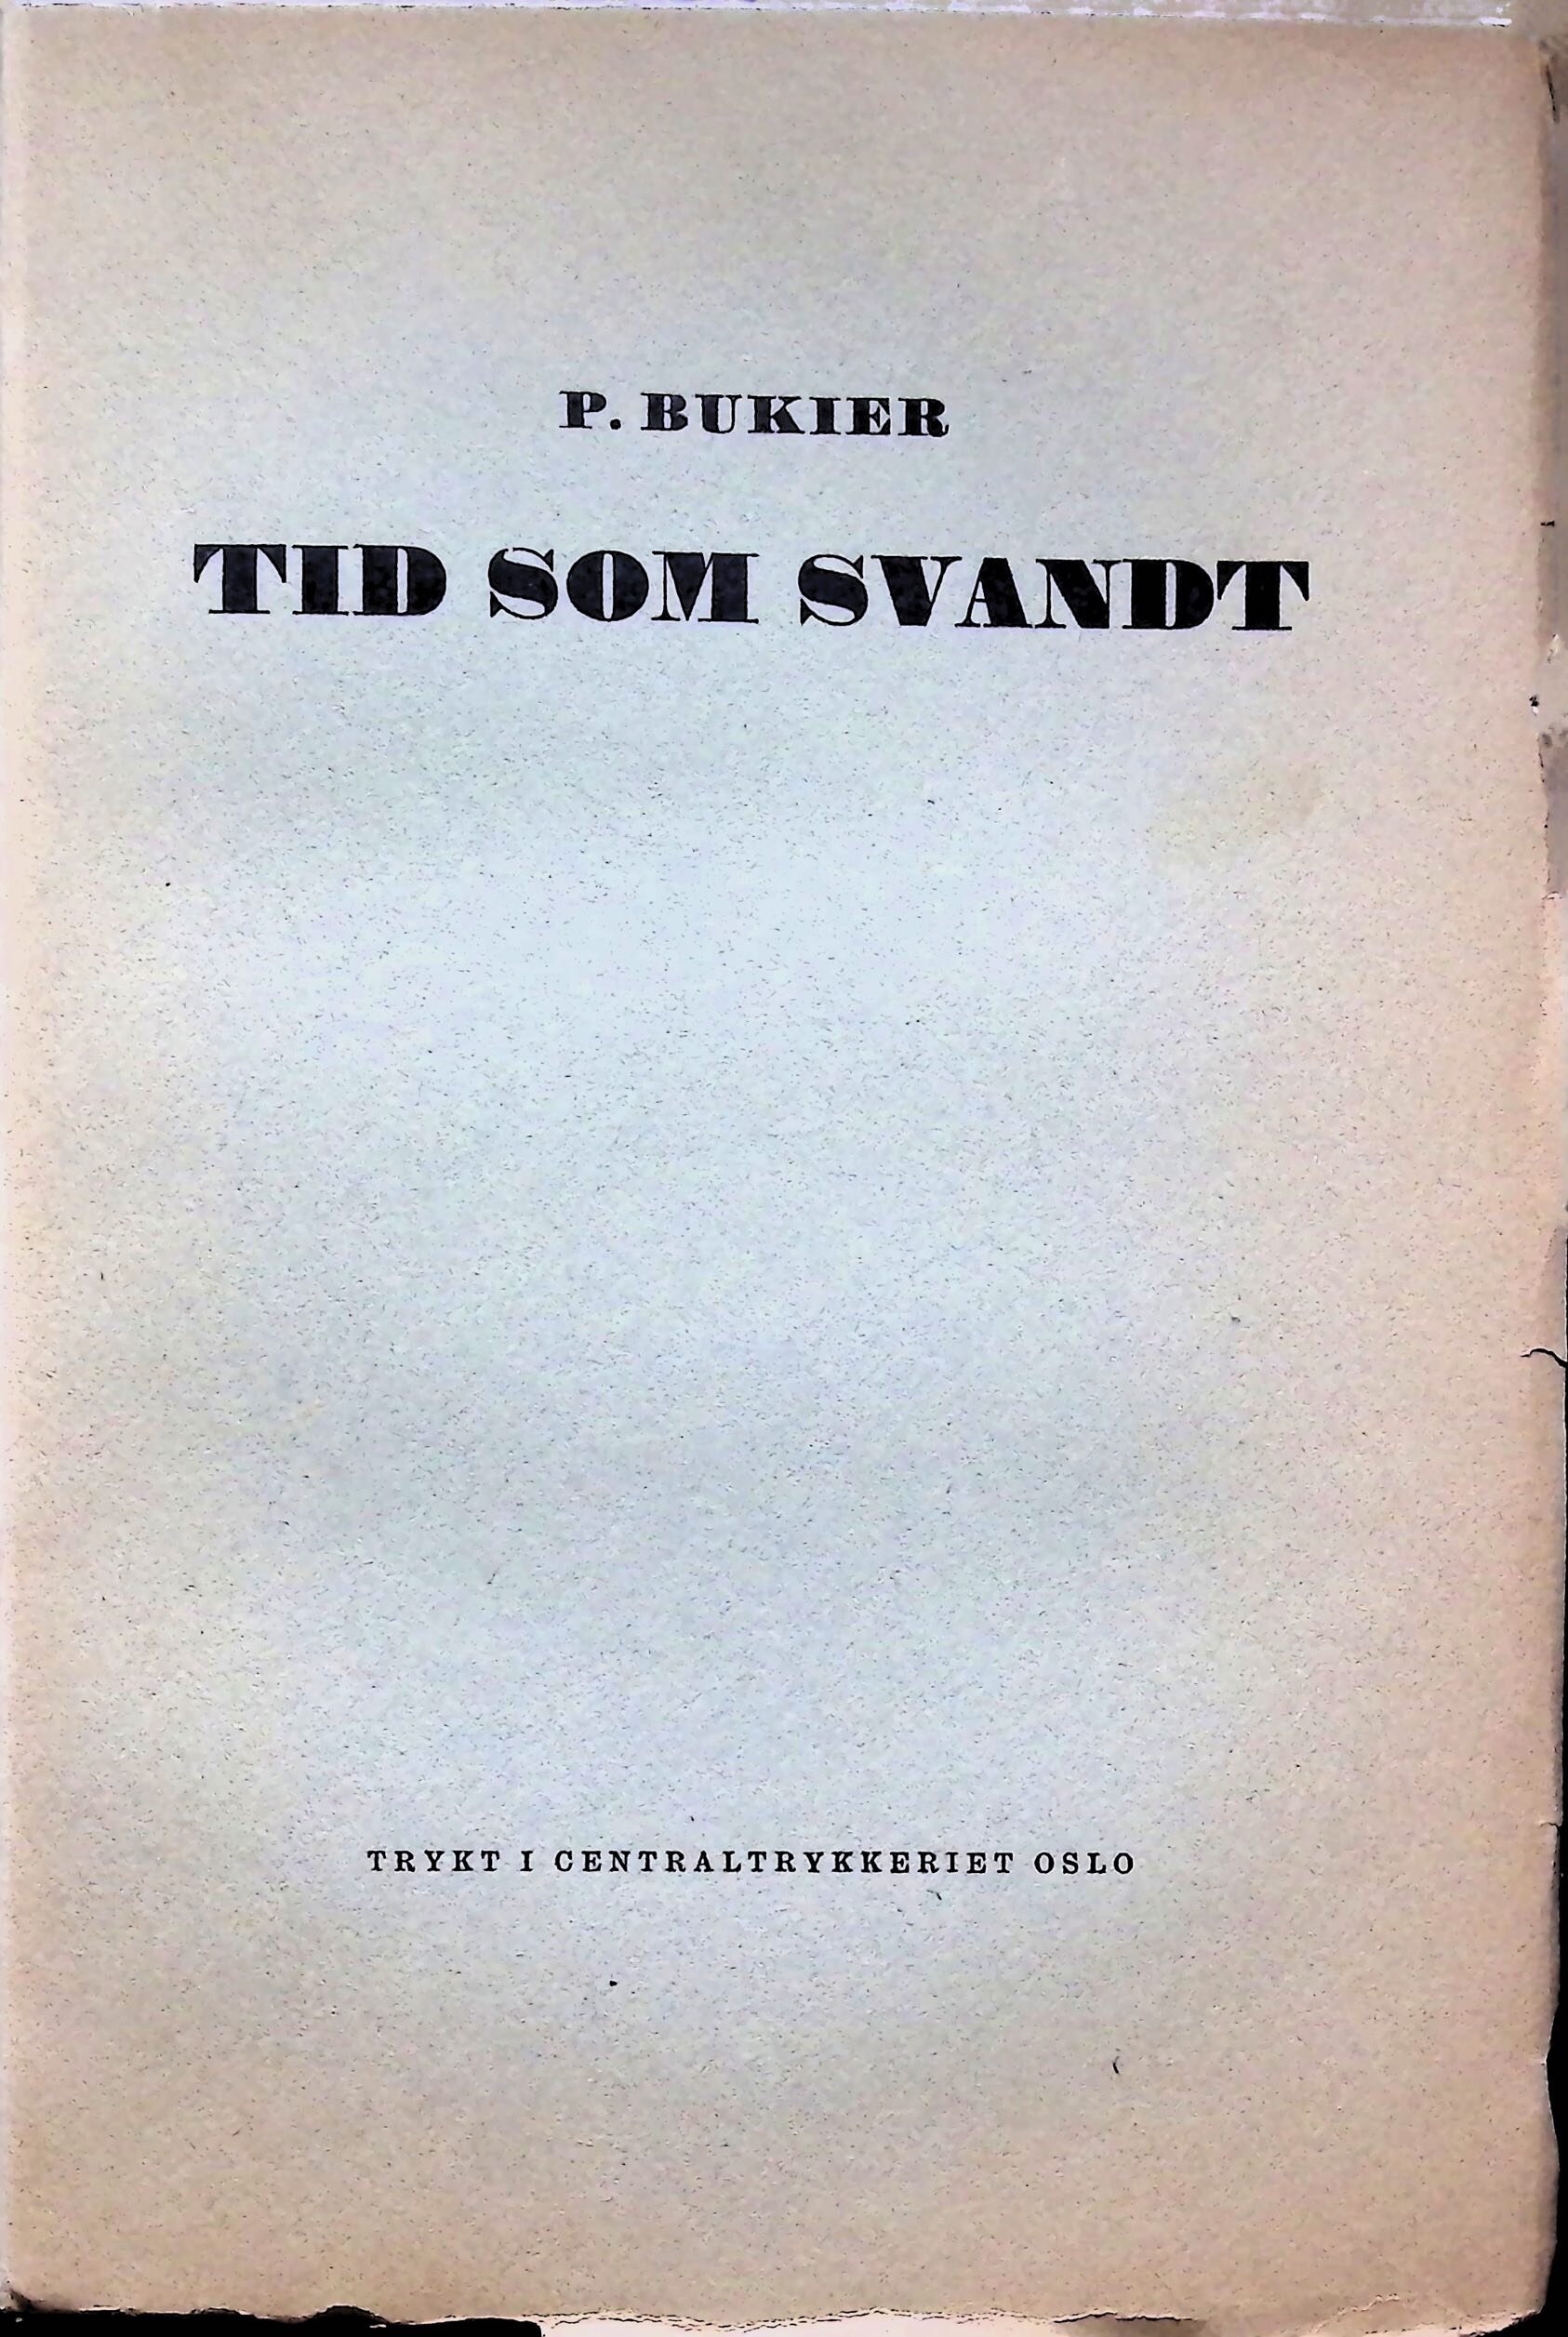 P. BUKIER
TID SOM SVANDT
TRYKT I CENTRALTRYKKERIET OSLO